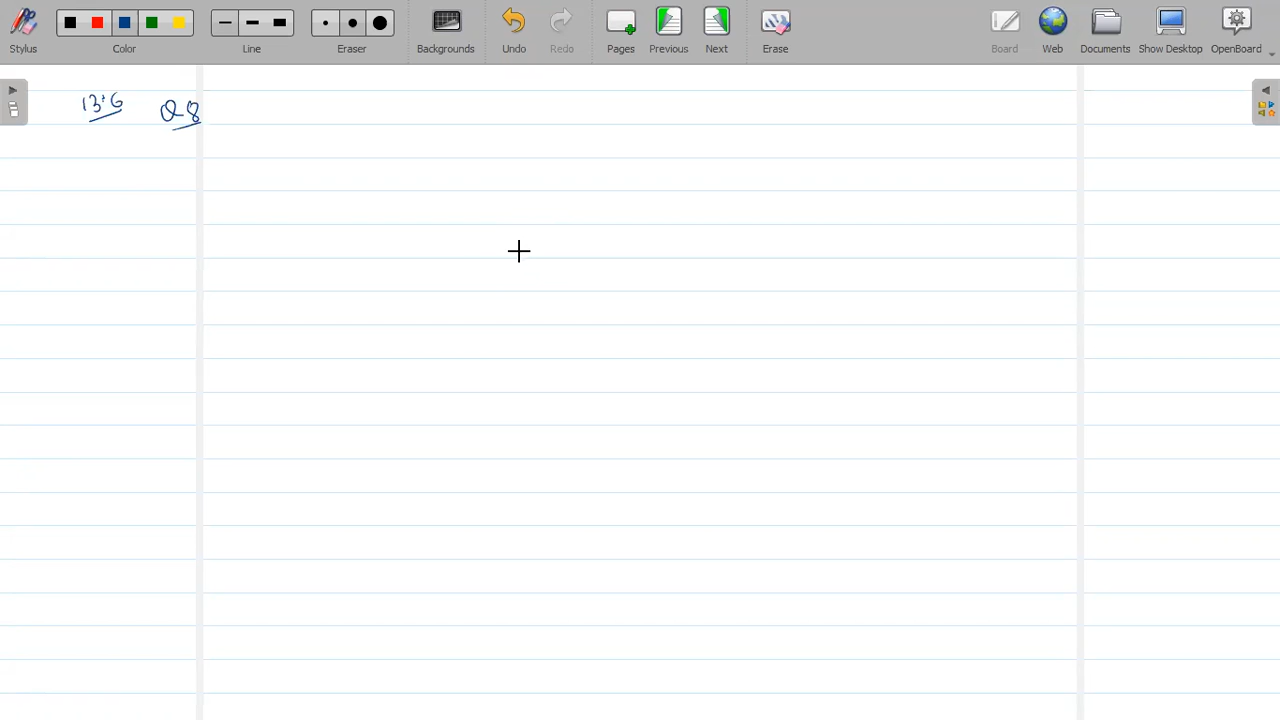 Stylus Color Line Eraser Backgrounds Undo Redo Pages Previous Next Erase Board Web Documents Show Desktop OpenBoard
13.6 Q8